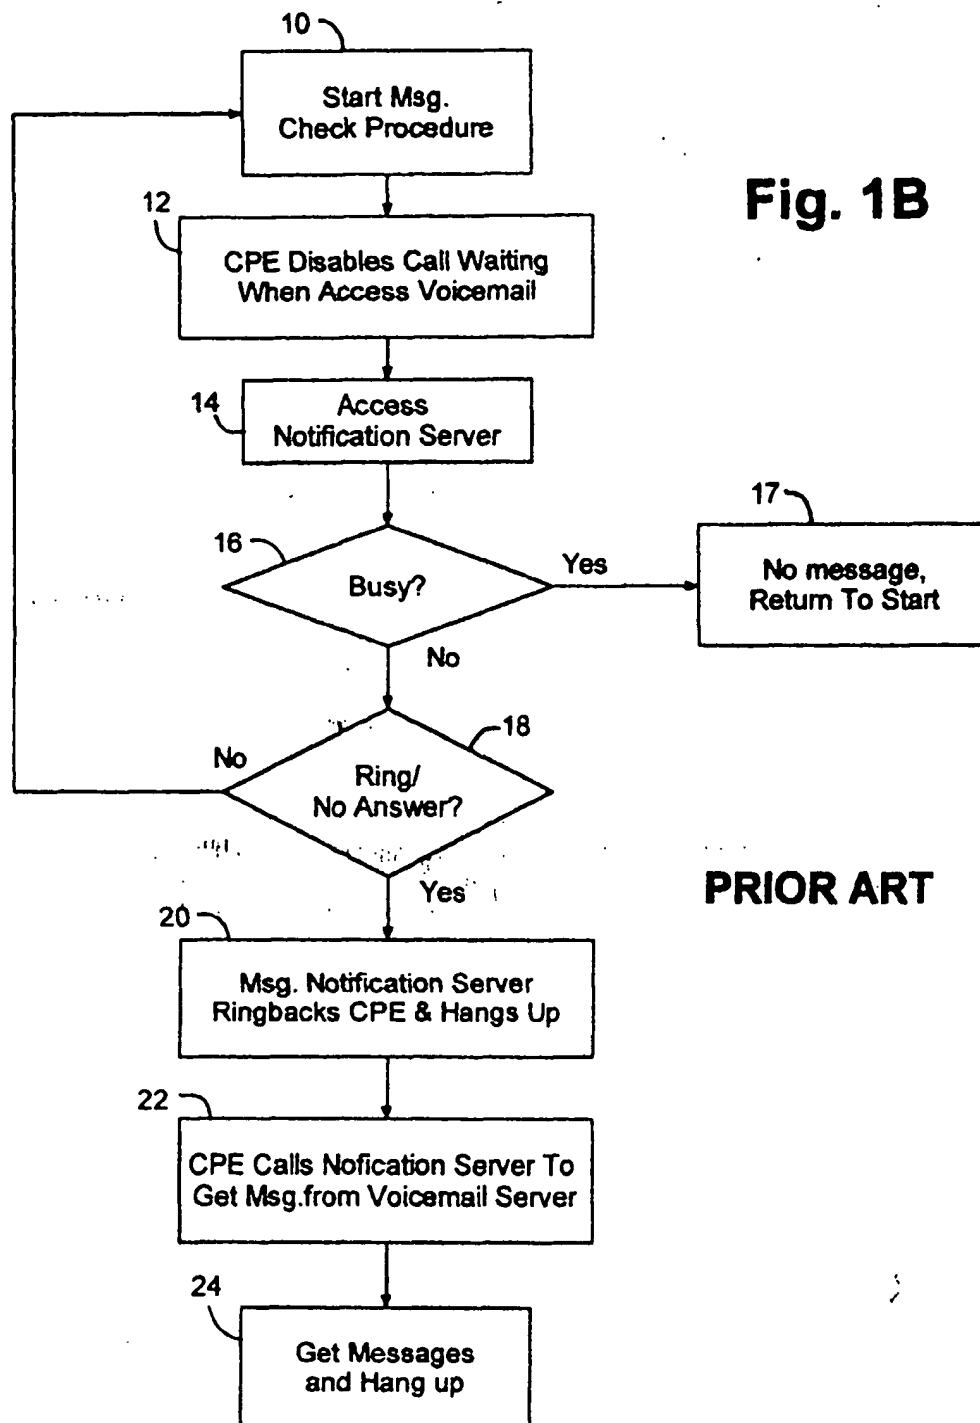 10
Start Msg.
Check Procedure
Fig. 1B
12
CPE Disables Call Waiting
When Access Voicemail
14
Access
Notification Server
16
Busy?
Yes
17
No message,
Return To Start
No
18
No
Ring/
No Answer?
Yes
PRIOR ART
20
Msg. Notification Server
Ringbacks CPE & Hangs Up
22
CPE Calls Nofication Server To
Get Msg.from Voicemail Server
24
Get Messages
and Hang up